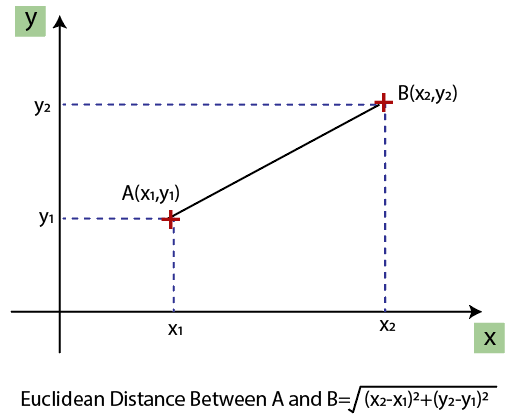 y
y₂
B(x₂,y₂)
A(x₁,y₁)
y₁
x₁
x₂
x
Euclidean Distance Between A and B=√(x₂-x₁)²+(y₂-y₁)²